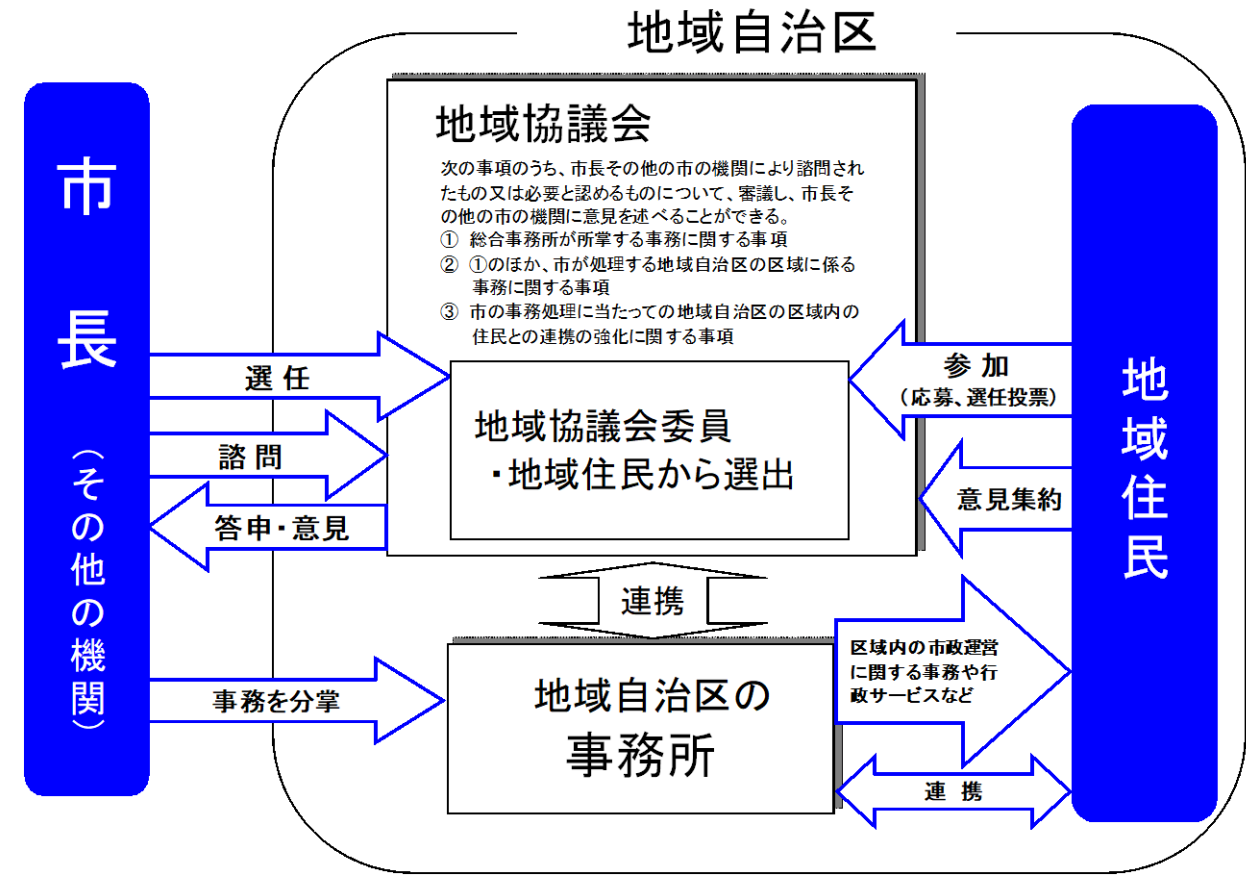 地域自治区
市長
（その他の機関）
地域協議会
次の事項のうち、市長その他の市の機関により諮問され
たもの又は必要と認めるものについて、審議し、市長そ
の他の市の機関に意見を述べることができる。
① 総合事務所が所掌する事務に関する事項
② ①のほか、市が処理する地域自治区の区域に係る
事務に関する事項
③ 市の事務処理に当たっての地域自治区の区域内の
住民との連携の強化に関する事項
選任
諮問
答申・意見
地域協議会委員
・地域住民から選出
参加
（応募、選任投票）
意見集約
地域住民
連携
事務を分掌
地域自治区の
事務所
区域内の市政運営
に関する事務や行
政サービスなど
連携